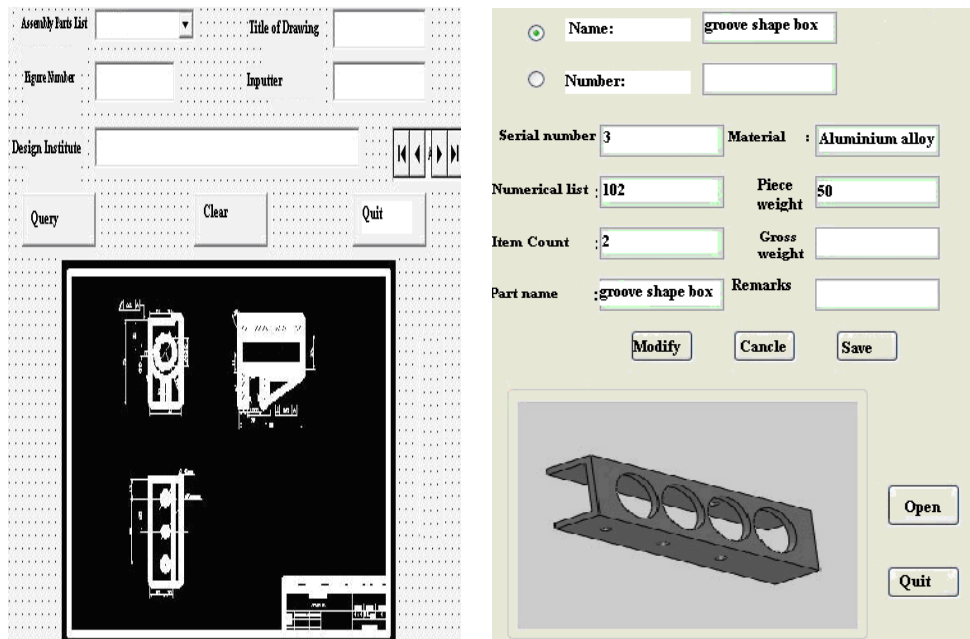 Assembly Parts List
Title of Drawing
Figure Number
Inputter
Design Institute
Query
Clear
Quit
Name:
groove shape box
Number:
Serial number 3
Material : Aluminium alloy
Numerical list : 102
Piece weight 50
Item Count : 2
Gross weight
Part name : groove shape box
Remarks
Modify
Cancle
Save
Open
Quit